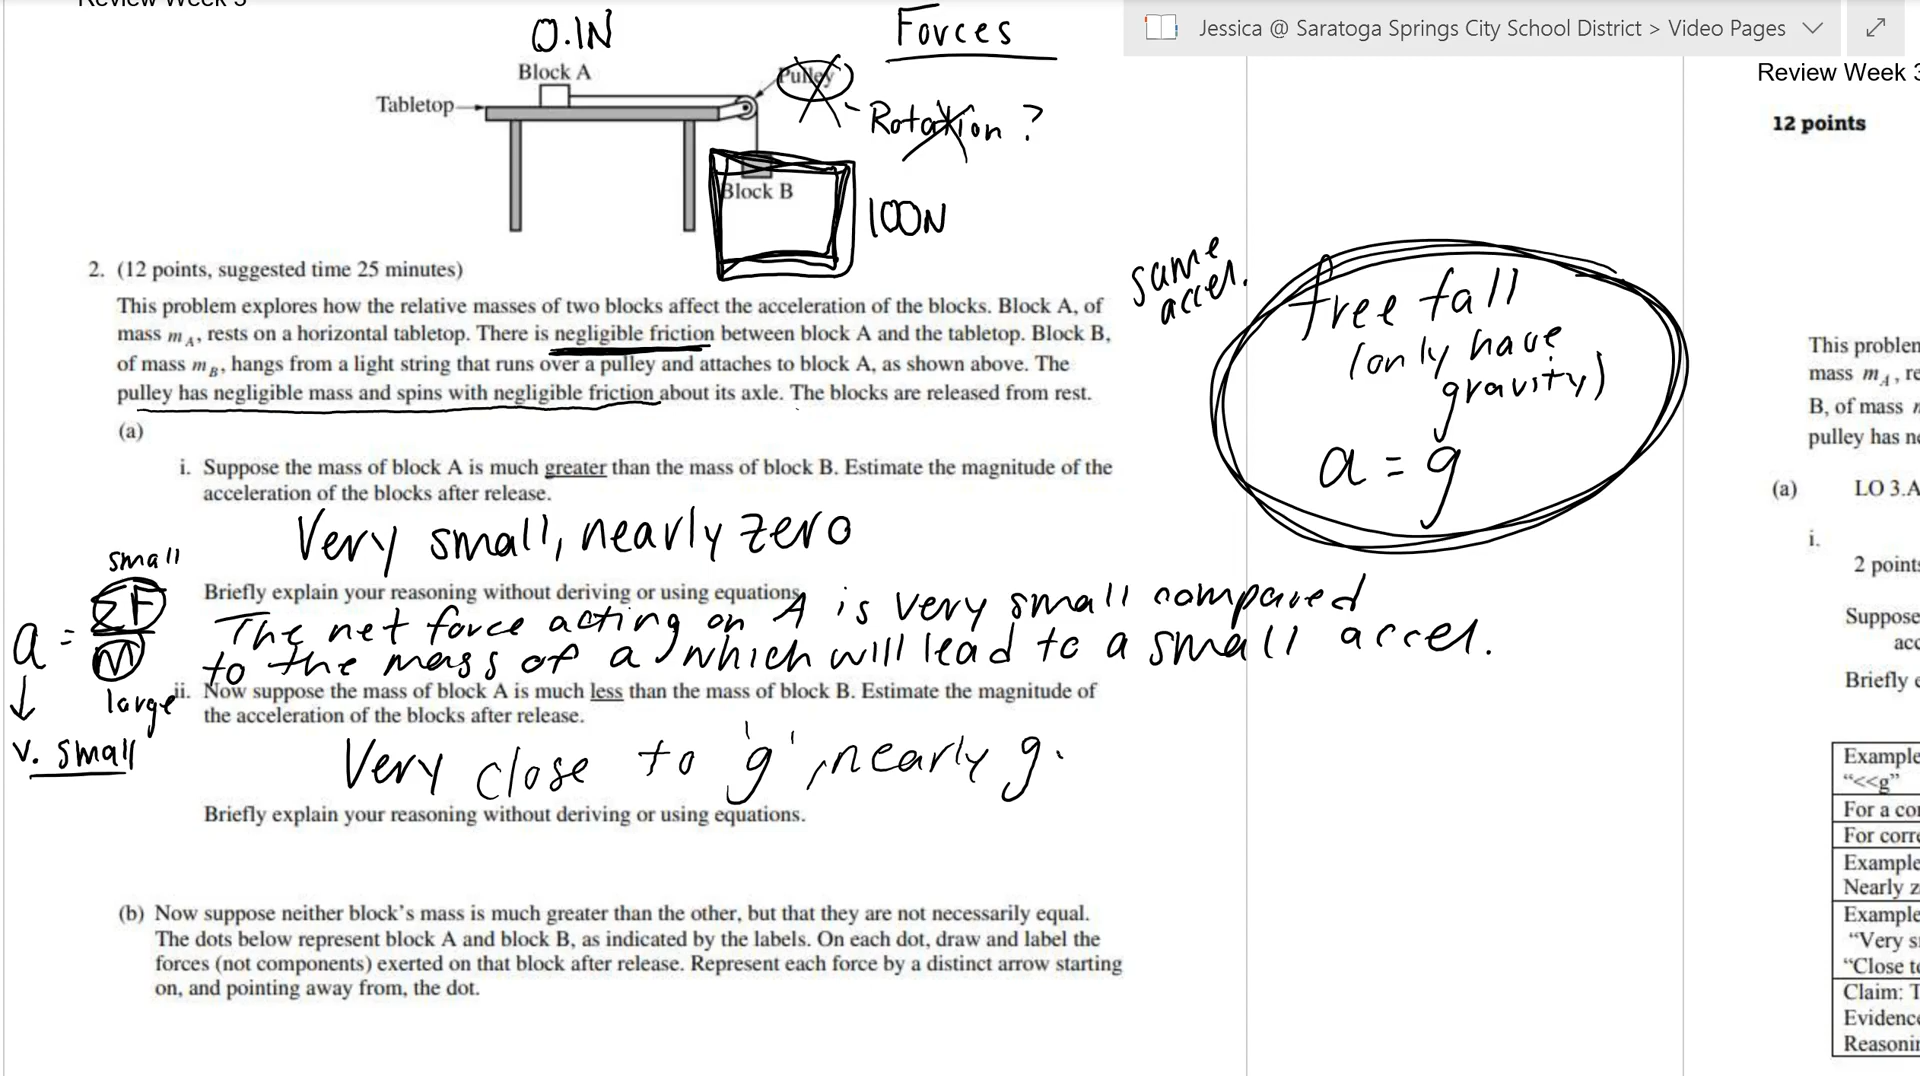 Review Week 3
Jessica @ Saratoga Springs City School District > Video Pages
0.1N
Forces
Block A
Pulley
Tabletop
Rotation ?
Block B
100N
2. (12 points, suggested time 25 minutes)
This problem explores how the relative masses of two blocks affect the acceleration of the blocks. Block A, of
mass m_A, rests on a horizontal tabletop. There is negligible friction between block A and the tabletop. Block B,
of mass m_B, hangs from a light string that runs over a pulley and attaches to block A, as shown above. The
pulley has negligible mass and spins with negligible friction about its axle. The blocks are released from rest.
same
accel.
free fall
(only have
gravity)
a = g
(a)
i. Suppose the mass of block A is much greater than the mass of block B. Estimate the magnitude of the
acceleration of the blocks after release.
Very small, nearly zero
Briefly explain your reasoning without deriving or using equations.
The net force acting on A is very small compared
to the mass of a, which will lead to a small accel.
small
a = ΣF
M
large
↓
v. small
ii. Now suppose the mass of block A is much less than the mass of block B. Estimate the magnitude of
the acceleration of the blocks after release.
Very close to 'g', nearly g.
Briefly explain your reasoning without deriving or using equations.
(b) Now suppose neither block's mass is much greater than the other, but that they are not necessarily equal.
The dots below represent block A and block B, as indicated by the labels. On each dot, draw and label the
forces (not components) exerted on that block after release. Represent each force by a distinct arrow starting
on, and pointing away from, the dot.
Review Week 3
12 points
This problem
mass m_A, re
B, of mass
pulley has ne
(a) LO 3.A
i.
2 points
Suppose
acc
Briefly e
Example
"<<g"
For a cor
For corre
Example
Nearly z
Example
"Very s
"Close to
Claim: T
Evidence
Reasonin